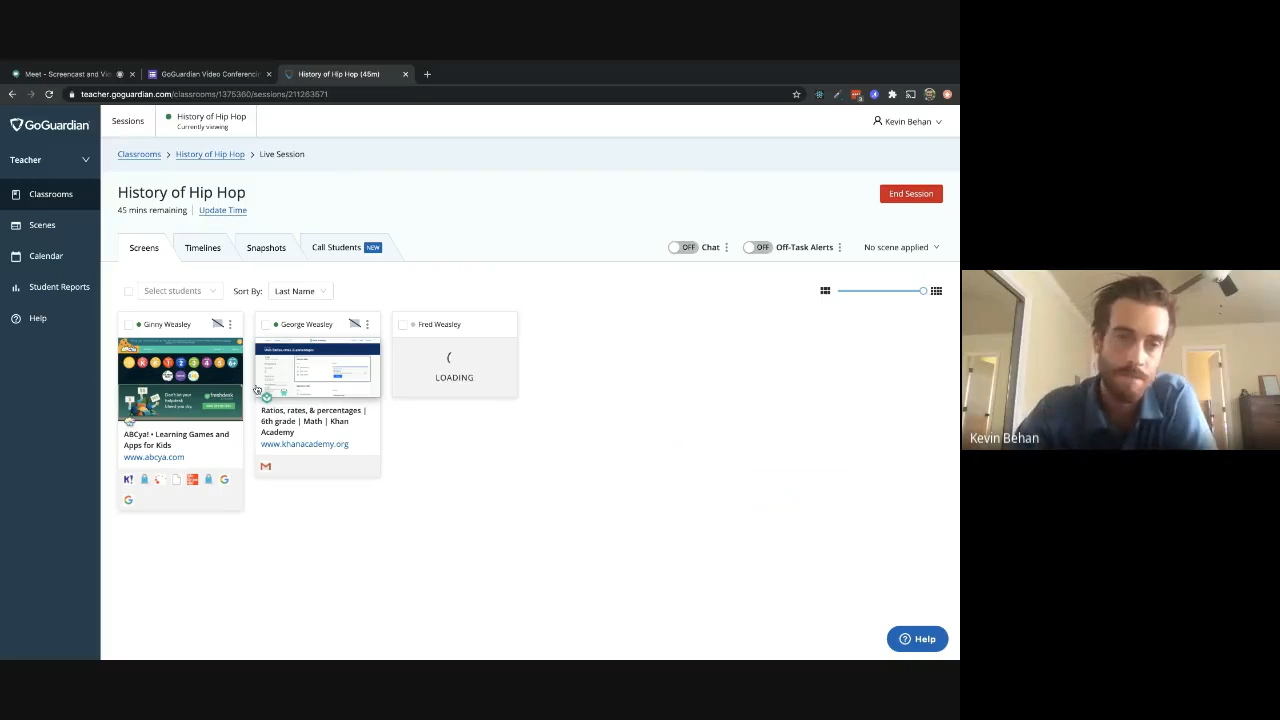 Meet - Screencast and Vi
GoGuardian Video Conferenci
History of Hip Hop (45m)
teacher.goguardian.com/classrooms/1375360/sessions/211263571
GoGuardian
Sessions
History of Hip Hop
Currently viewing
Kevin Behan
Teacher
Classrooms
Scenes
Calendar
Student Reports
Help
Classrooms > History of Hip Hop > Live Session
History of Hip Hop
45 mins remaining | Update Time
End Session
Screens
Timelines
Snapshots
Call Students NEW
OFF Chat
OFF Off-Task Alerts
No scene applied
Select students
Sort By: Last Name
Ginny Weasley
George Weasley
Fred Weasley
LOADING
freshdesk
ABCya! • Learning Games and
Apps for Kids
www.abcya.com
K!
G
G
Ratios, rates, & percentages |
6th grade | Math | Khan
Academy
www.khanacademy.org
Help
Kevin Behan